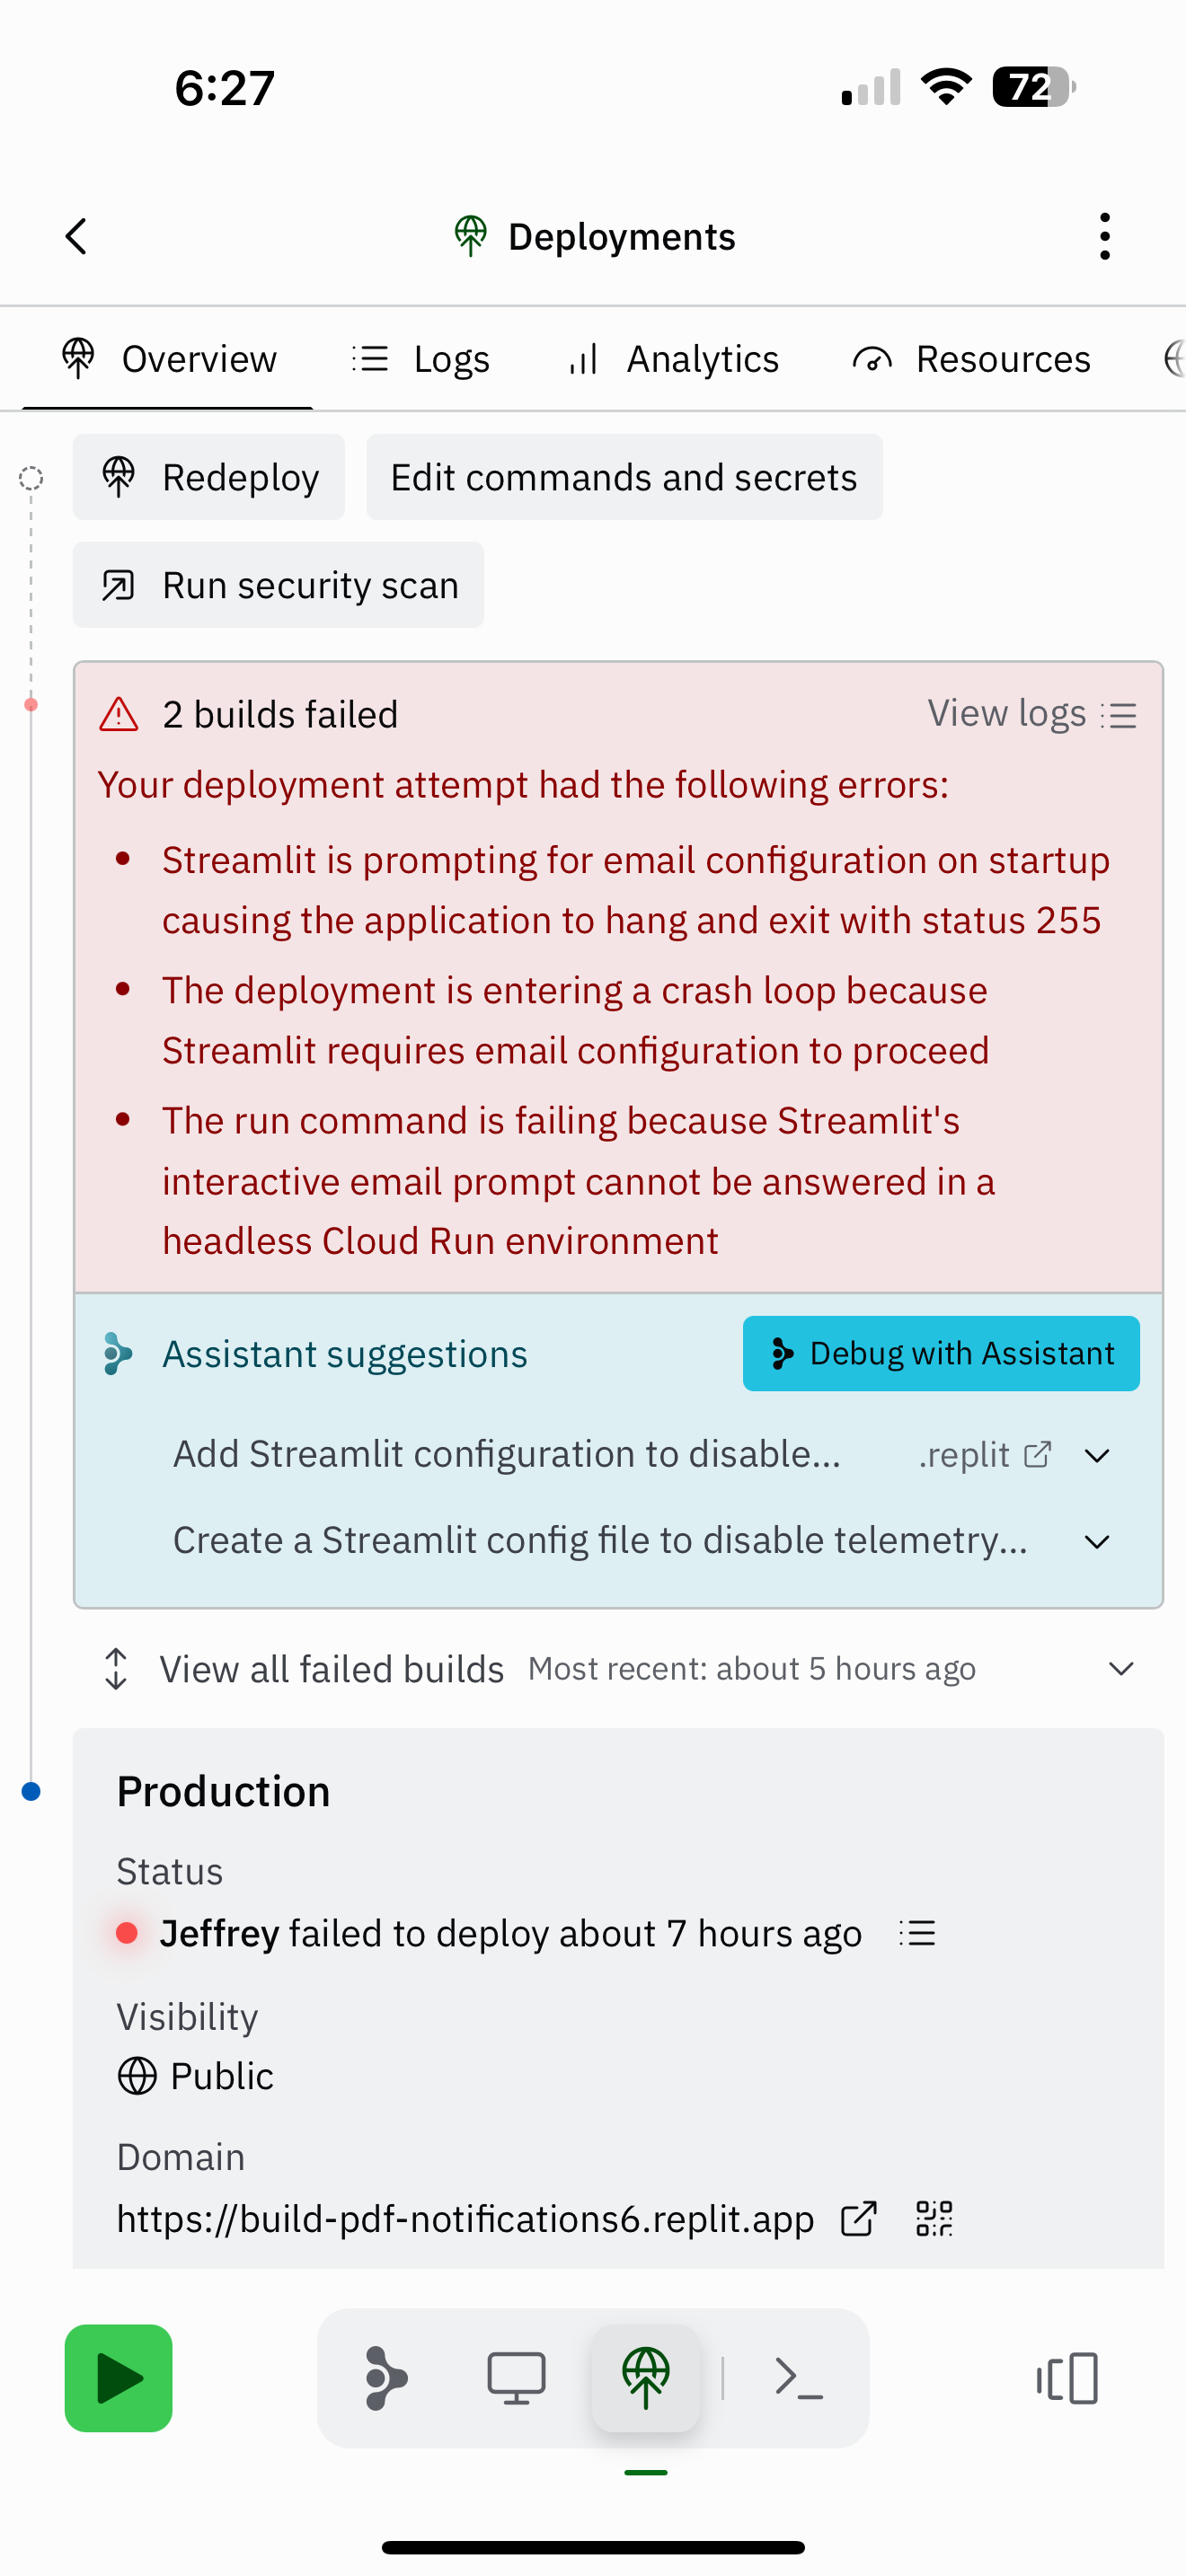 6:27
72
Deployments
Overview
Logs
Analytics
Resources
Redeploy
Edit commands and secrets
Run security scan
2 builds failed
View logs
Your deployment attempt had the following errors:
• Streamlit is prompting for email configuration on startup
causing the application to hang and exit with status 255
• The deployment is entering a crash loop because
Streamlit requires email configuration to proceed
• The run command is failing because Streamlit's
interactive email prompt cannot be answered in a
headless Cloud Run environment
Assistant suggestions
Debug with Assistant
Add Streamlit configuration to disable...
.replit
Create a Streamlit config file to disable telemetry...
View all failed builds
Most recent: about 5 hours ago
Production
Status
Jeffrey failed to deploy about 7 hours ago
Visibility
Public
Domain
https://build-pdf-notifications6.replit.app